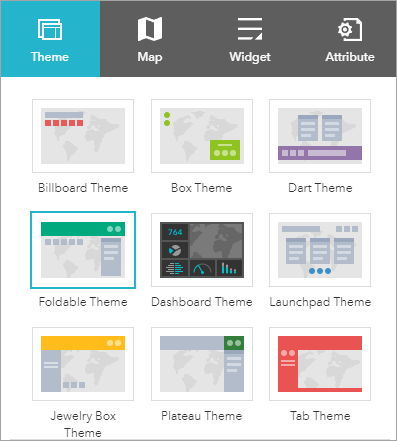 Theme Map Widget Attribute
Billboard Theme Box Theme Dart Theme
764
Foldable Theme Dashboard Theme Launchpad Theme
Jewelry Box Plateau Theme Tab Theme
Theme